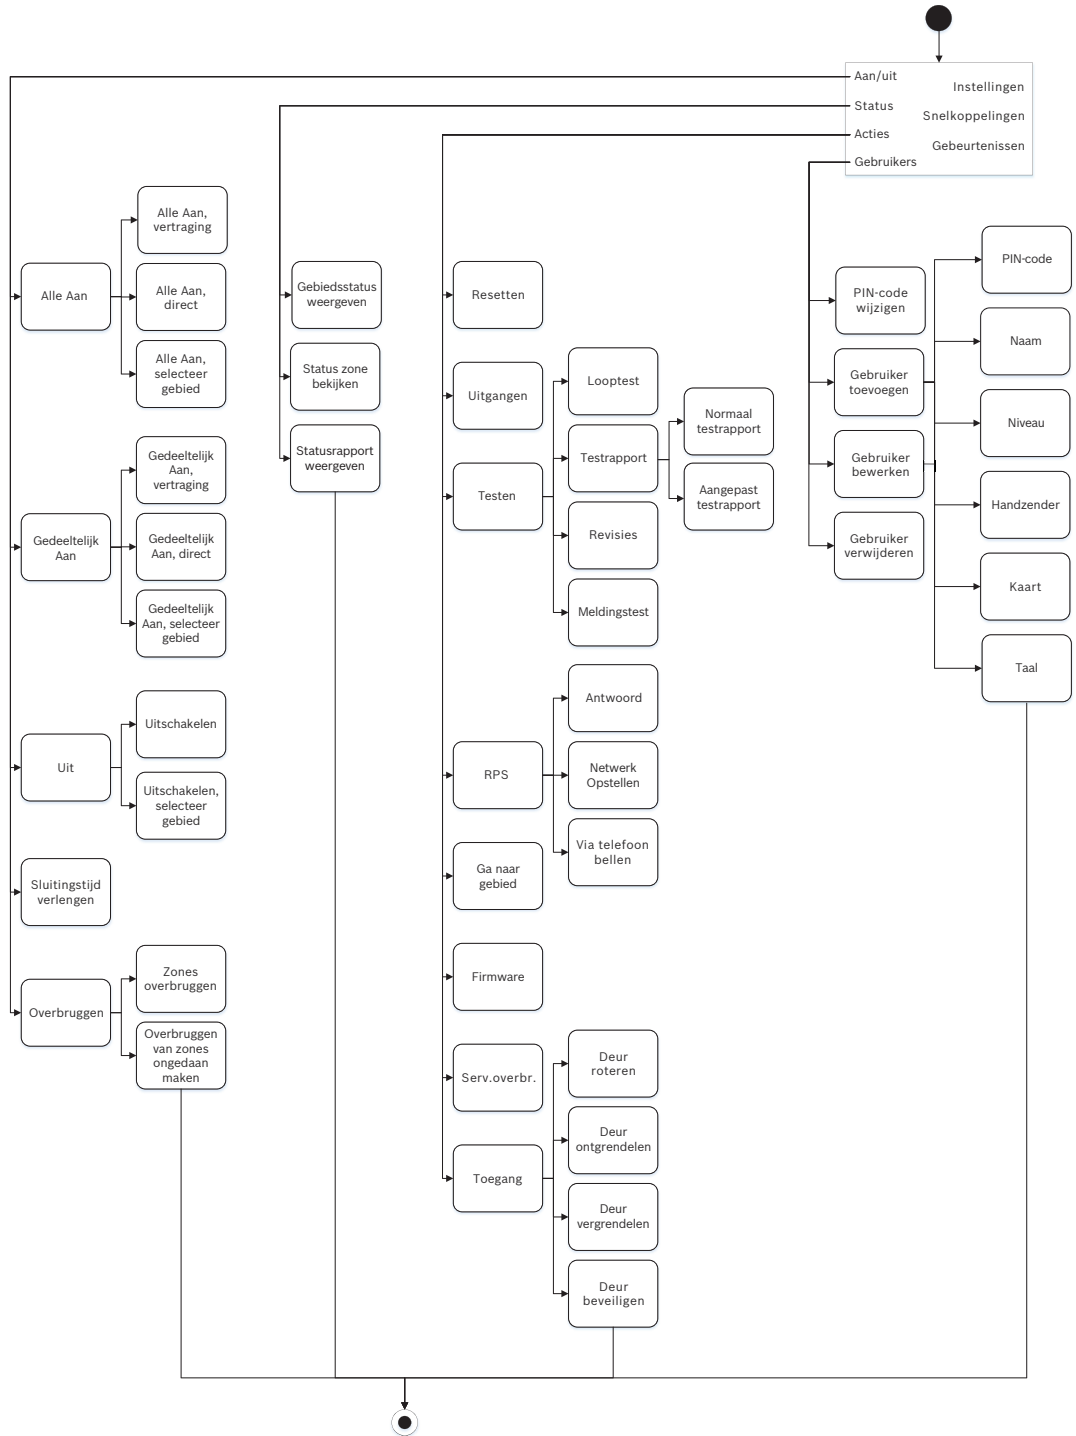 Aan/uit
Status
Acties
Gebruikers
Instellingen
Snelkoppelingen
Gebeurtenissen
Alle Aan
Alle Aan,
vertraging
Alle Aan,
direct
Alle Aan,
selecteer
gebied
Gedeeltelijk
Aan
Gedeeltelijk
Aan,
vertraging
Gedeeltelijk
Aan, direct
Gedeeltelijk
Aan, selecteer
gebied
Uit
Uitschakelen
Uitschakelen,
selecteer
gebied
Sluitingstijd
verlengen
Overbruggen
Zones
overbruggen
Overbruggen
van zones
ongedaan
maken
Gebiedsstatus
weergeven
Status zone
bekijken
Statusrapport
weergeven
Resetten
Uitgangen
Testen
Looptest
Testrapport
Normaal
testrapport
Aangepast
testrapport
Revisies
Meldingstest
RPS
Antwoord
Netwerk
Opstellen
Via telefoon
bellen
Ga naar
gebied
Firmware
Serv.overbr.
Toegang
Deur
roteren
Deur
ontgrendelen
Deur
vergrendelen
Deur
beveiligen
PIN-code
wijzigen
Gebruiker
toevoegen
Gebruiker
bewerken
Gebruiker
verwijderen
PIN-code
Naam
Niveau
Handzender
Kaart
Taal